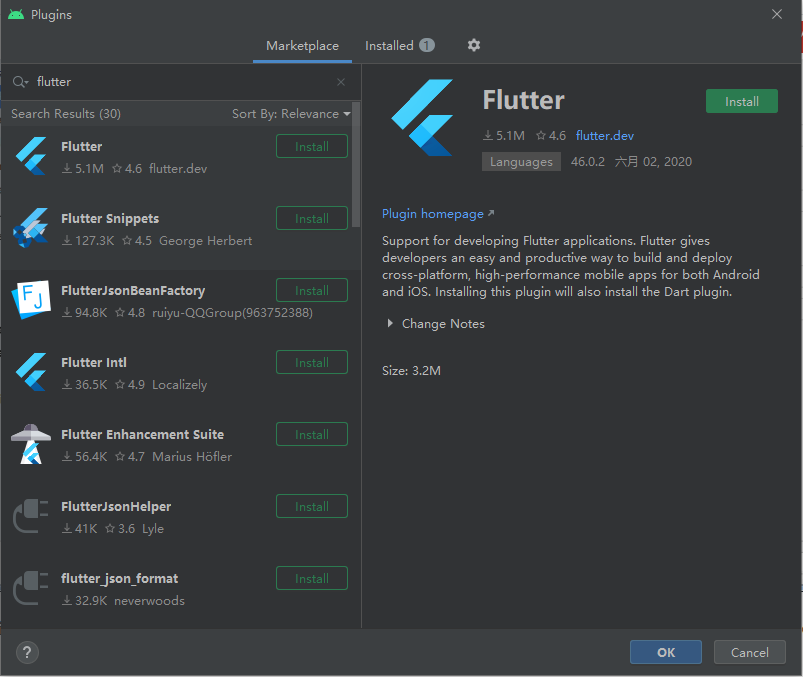 Plugins
Marketplace
Installed 1
flutter
Search Results (30)
Sort By: Relevance
Flutter
Install
5.1M 4.6 flutter.dev
Flutter Snippets
Install
127.3K 4.5 George Herbert
FJ
FlutterJsonBeanFactory
Install
94.8K 4.8 ruiyu-QQGroup(963752388)
Flutter Intl
Install
36.5K 4.9 Localizely
Flutter Enhancement Suite
Install
56.4K 4.7 Marius Höfler
FlutterJsonHelper
Install
41K 3.6 Lyle
flutter_json_format
Install
32.9K neverwoods
Flutter
Install
5.1M 4.6 flutter.dev
Languages 46.0.2 六月 02, 2020
Plugin homepage
Support for developing Flutter applications. Flutter gives
developers an easy and productive way to build and deploy
cross-platform, high-performance mobile apps for both Android
and iOS. Installing this plugin will also install the Dart plugin.
Change Notes
Size: 3.2M
?
OK
Cancel